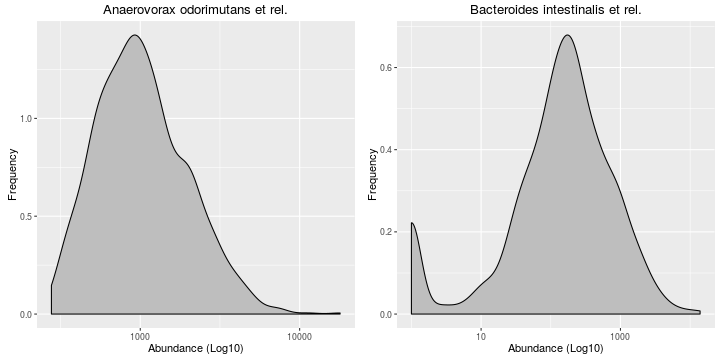 Anaerovorax odorimutans et rel.
Frequency
1.0
0.5
0.0
1000
10000
Abundance (Log10)
Bacteroides intestinalis et rel.
Frequency
0.6
0.4
0.2
0.0
10
1000
Abundance (Log10)